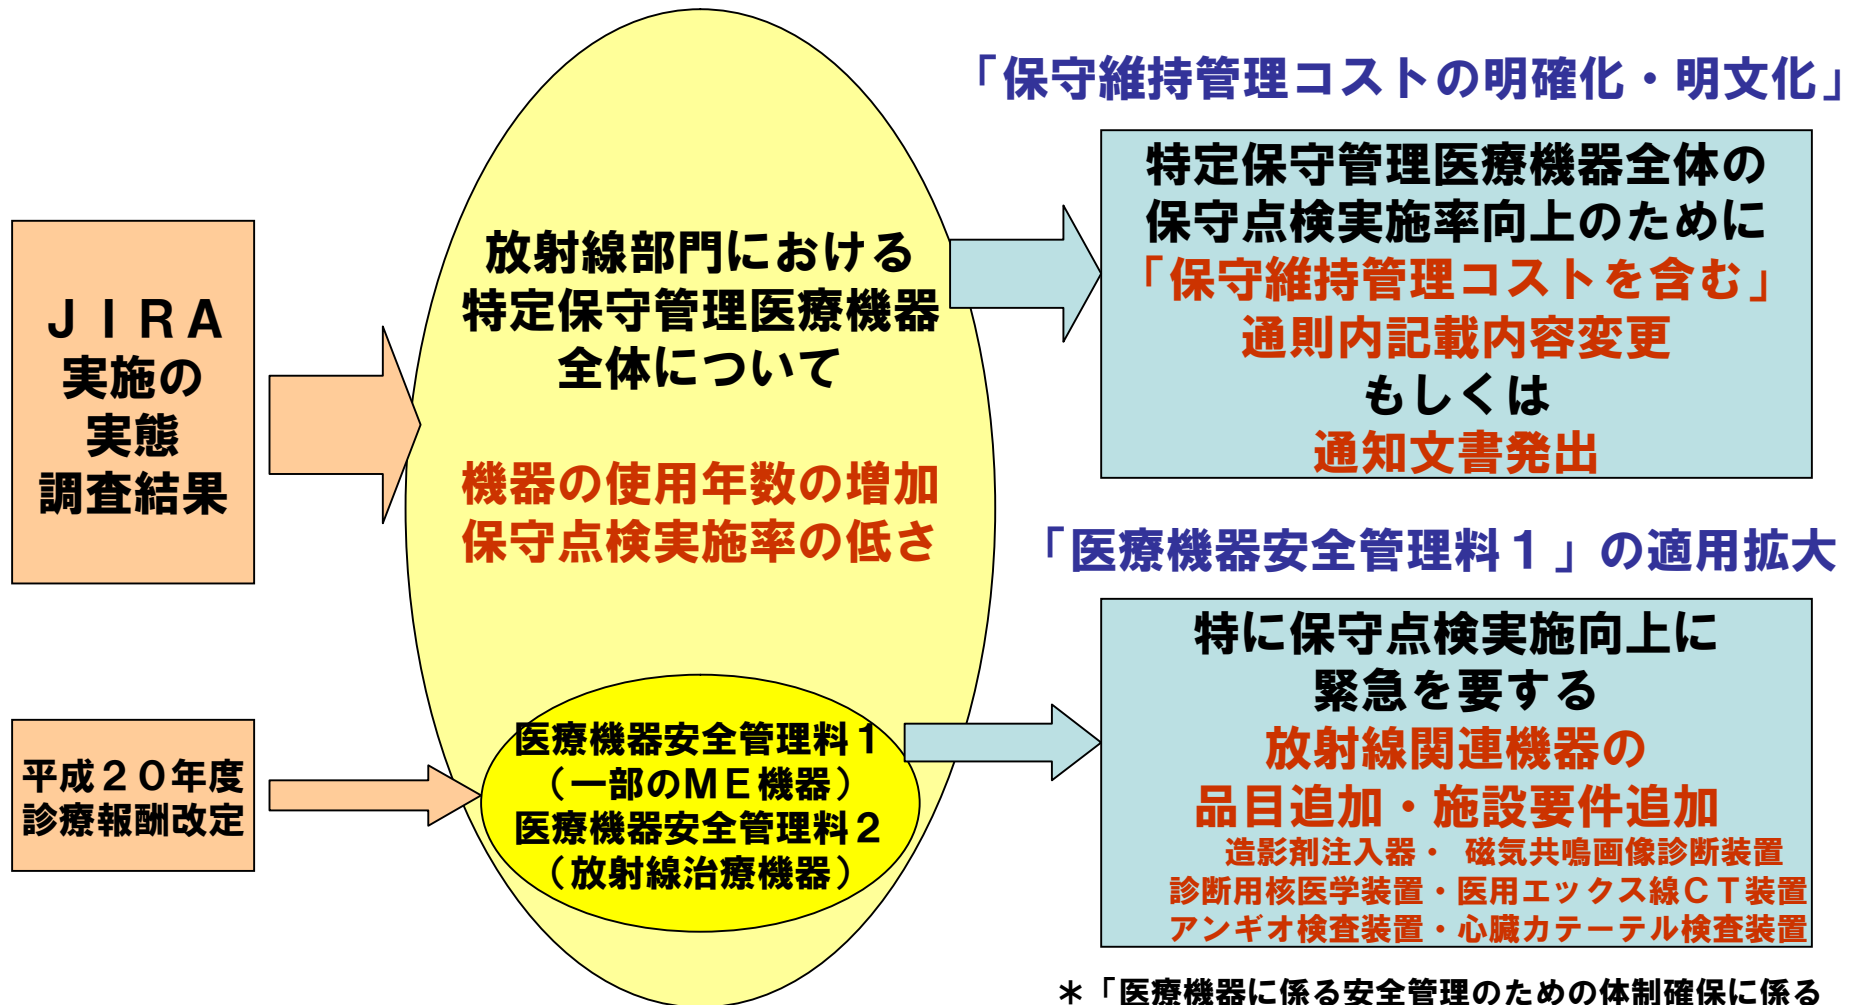 ＪＩＲＡ
実施の
実態
調査結果
平成２０年度
診療報酬改定
放射線部門における
特定保守管理医療機器
全体について
機器の使用年数の増加
保守点検実施率の低さ
医療機器安全管理料１
（一部のＭＥ機器）
医療機器安全管理料２
（放射線治療機器）
「保守維持管理コストの明確化・明文化」
特定保守管理医療機器全体の
保守点検実施率向上のために
「保守維持管理コストを含む」
通則内記載内容変更
もしくは
通知文書発出
「医療機器安全管理料１」の適用拡大
特に保守点検実施向上に
緊急を要する
放射線関連機器の
品目追加・施設要件追加
造影剤注入器・ 磁気共鳴画像診断装置
診断用核医学装置・医用エックス線ＣＴ装置
アンギオ検査装置・心臓カテーテル検査装置
＊「医療機器に係る安全管理のための体制確保に係る